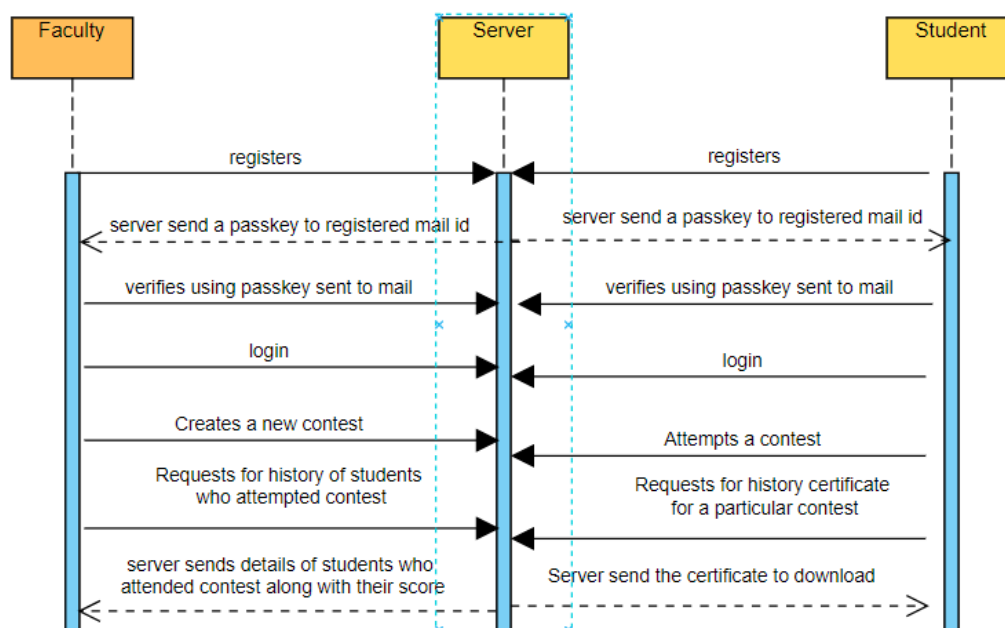 Faculty
Server
Student
registers
registers
server send a passkey to registered mail id
server send a passkey to registered mail id
verifies using passkey sent to mail
verifies using passkey sent to mail
login
login
Creates a new contest
Attempts a contest
Requests for history of students
who attempted contest
Requests for history certificate
for a particular contest
server sends details of students who
attended contest along with their score
Server send the certificate to download